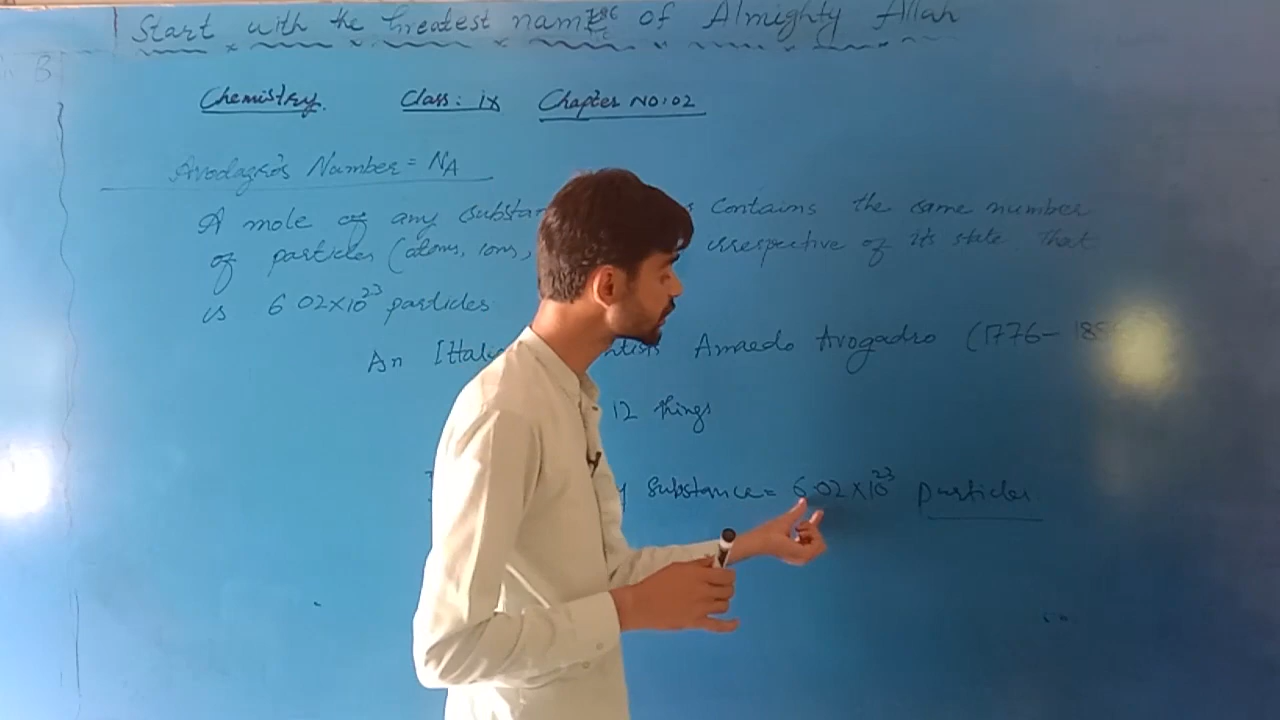 Start with the Greatest name of Almighty Allah
B
Chemistry. Class: ix Chapter NO:02
Avodagro's Number = NA
A mole of any substan contains the same number
of particles (atoms, ions, irrespective of its state. That
is 6.02×10²³ particles
An Amaedo Avogadro (1776-
12 things
substance = 6.02×10²³ particles